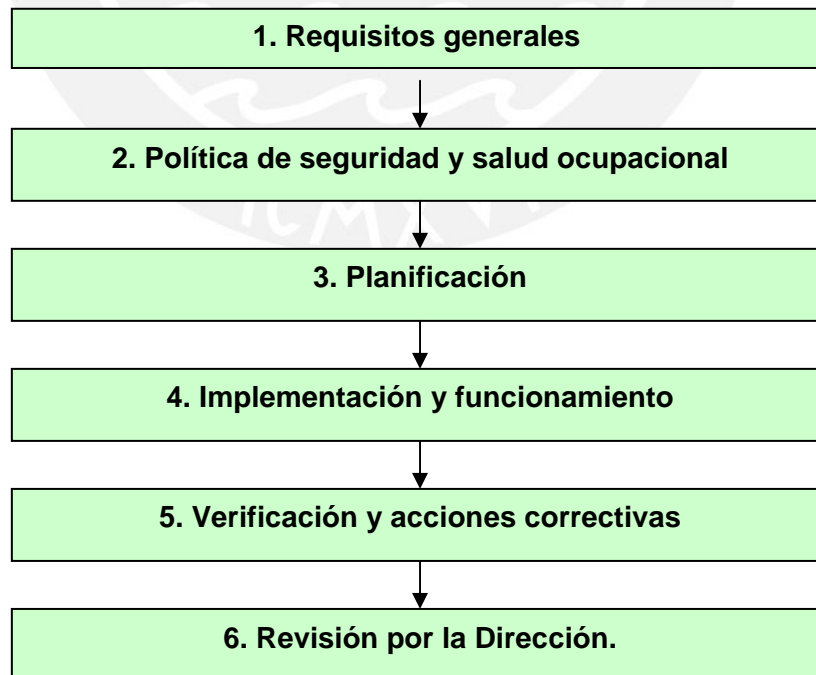 1. Requisitos generales
2. Política de seguridad y salud ocupacional
3. Planificación
4. Implementación y funcionamiento
5. Verificación y acciones correctivas
6. Revisión por la Dirección.